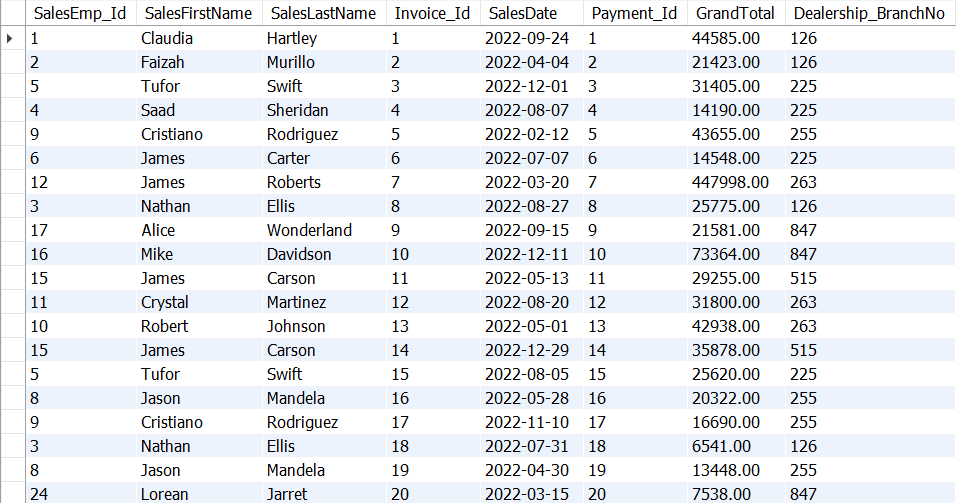 SalesEmp_Id SalesFirstName SalesLastName Invoice_Id SalesDate Payment_Id GrandTotal Dealership_BranchNo
1 Claudia Hartley 1 2022-09-24 1 44585.00 126
2 Faizah Murillo 2 2022-04-04 2 21423.00 126
5 Tufor Swift 3 2022-12-01 3 31405.00 225
4 Saad Sheridan 4 2022-08-07 4 14190.00 225
9 Cristiano Rodriguez 5 2022-02-12 5 43655.00 255
6 James Carter 6 2022-07-07 6 14548.00 225
12 James Roberts 7 2022-03-20 7 447998.00 263
3 Nathan Ellis 8 2022-08-27 8 25775.00 126
17 Alice Wonderland 9 2022-09-15 9 21581.00 847
16 Mike Davidson 10 2022-12-11 10 73364.00 847
15 James Carson 11 2022-05-13 11 29255.00 515
11 Crystal Martinez 12 2022-08-20 12 31800.00 263
10 Robert Johnson 13 2022-05-01 13 42938.00 263
15 James Carson 14 2022-12-29 14 35878.00 515
5 Tufor Swift 15 2022-08-05 15 25620.00 225
8 Jason Mandela 16 2022-05-28 16 20322.00 255
9 Cristiano Rodriguez 17 2022-11-10 17 16690.00 255
3 Nathan Ellis 18 2022-07-31 18 6541.00 126
8 Jason Mandela 19 2022-04-30 19 13448.00 255
24 Lorean Jarret 20 2022-03-15 20 7538.00 847